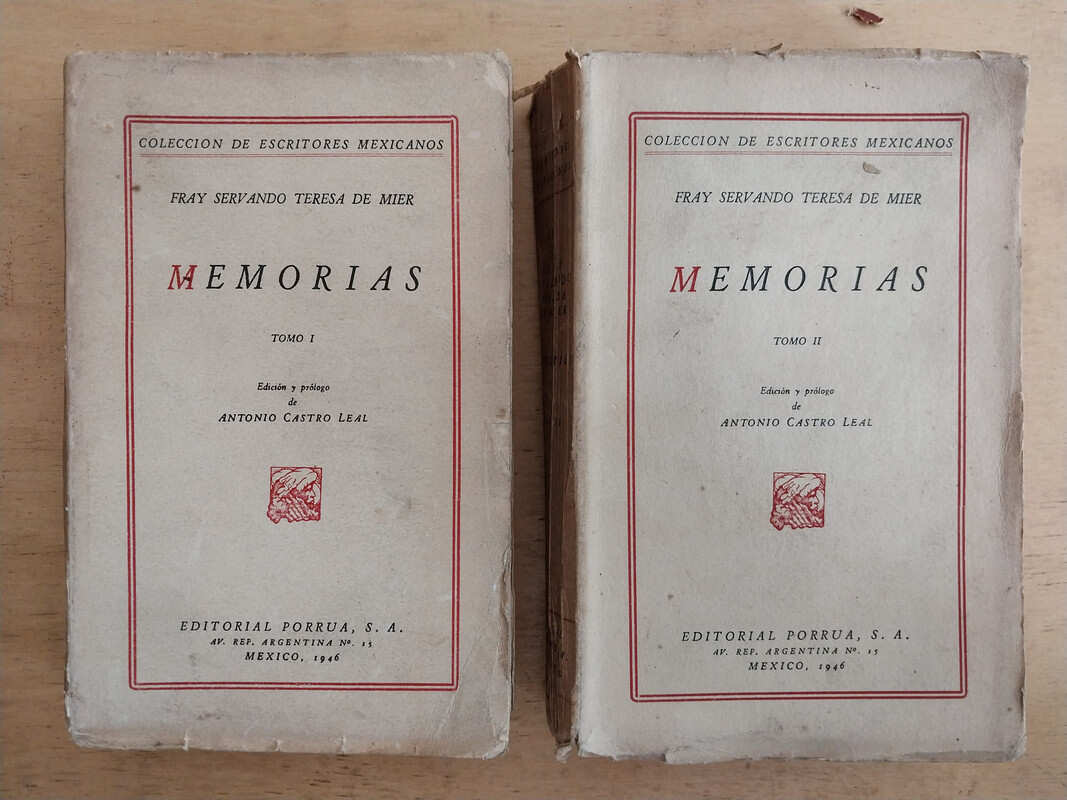 COLECCION DE ESCRITORES MEXICANOS
FRAY SERVANDO TERESA DE MIER
MEMORIAS
TOMO I
Edición y prólogo
de
ANTONIO CASTRO LEAL
EDITORIAL PORRUA, S. A.
AV. REP. ARGENTINA Nº. 15
MEXICO, 1946
COLECCION DE ESCRITORES MEXICANOS
FRAY SERVANDO TERESA DE MIER
MEMORIAS
TOMO II
Edición y prólogo
de
ANTONIO CASTRO LEAL
EDITORIAL PORRUA, S. A.
AV. REP. ARGENTINA Nº. 15
MEXICO, 1946